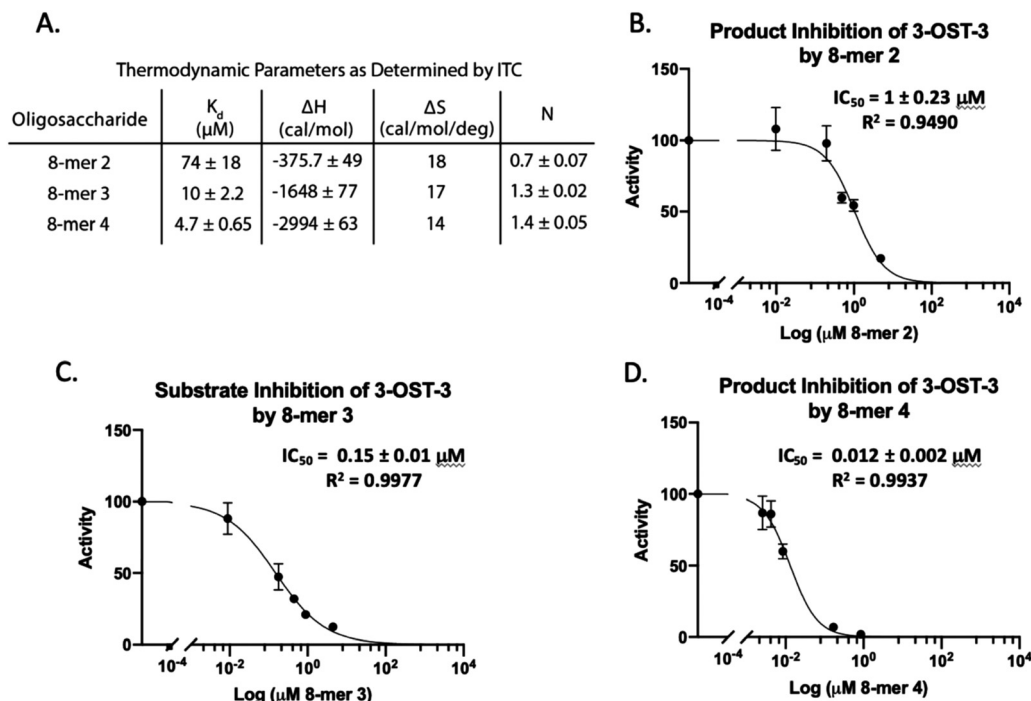 A.
Thermodynamic Parameters as Determined by ITC
Oligosaccharide Kd (μM) ΔH (cal/mol) ΔS (cal/mol/deg) N
8-mer 2 74 ± 18 -375.7 ± 49 18 0.7 ± 0.07
8-mer 3 10 ± 2.2 -1648 ± 77 17 1.3 ± 0.02
8-mer 4 4.7 ± 0.65 -2994 ± 63 14 1.4 ± 0.05
B.
Product Inhibition of 3-OST-3
by 8-mer 2
IC50 = 1 ± 0.23 μM
R² = 0.9490
Activity
150
100
50
0
10⁻⁴ 10⁻² 10⁰ 10² 10⁴
Log (μM 8-mer 2)
C.
Substrate Inhibition of 3-OST-3
by 8-mer 3
IC50 = 0.15 ± 0.01 μM
R² = 0.9977
Activity
150
100
50
0
10⁻⁴ 10⁻² 10⁰ 10² 10⁴
Log (μM 8-mer 3)
D.
Product Inhibition of 3-OST-3
by 8-mer 4
IC50 = 0.012 ± 0.002 μM
R² = 0.9937
Activity
150
100
50
0
10⁻⁴ 10⁻² 10⁰ 10² 10⁴
Log (μM 8-mer 4)